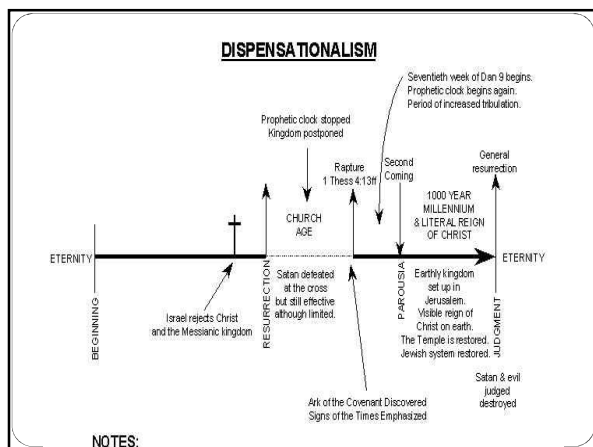 DISPENSATIONALISM
Seventieth week of Dan 9 begins.
Prophetic clock begins again.
Period of increased tribulation.
Prophetic clock stopped
Kingdom postponed
Rapture
1 Thess 4:13ff
Second
Coming
General
resurrection
CHURCH
AGE
1000 YEAR
MILLENNIUM
& LITERAL REIGN
OF CHRIST
ETERNITY
ETERNITY
BEGINNING
Israel rejects Christ
and the Messianic kingdom
RESURRECTION
Satan defeated
at the cross
but still effective
although limited.
PAROUSIA
Earthly kingdom
set up in
Jerusalem.
Visible reign of
Christ on earth.
The Temple is restored.
Jewish system restored.
JUDGMENT
Ark of the Covenant Discovered
Signs of the Times Emphasized
Satan & evil
judged
destroyed
NOTES: